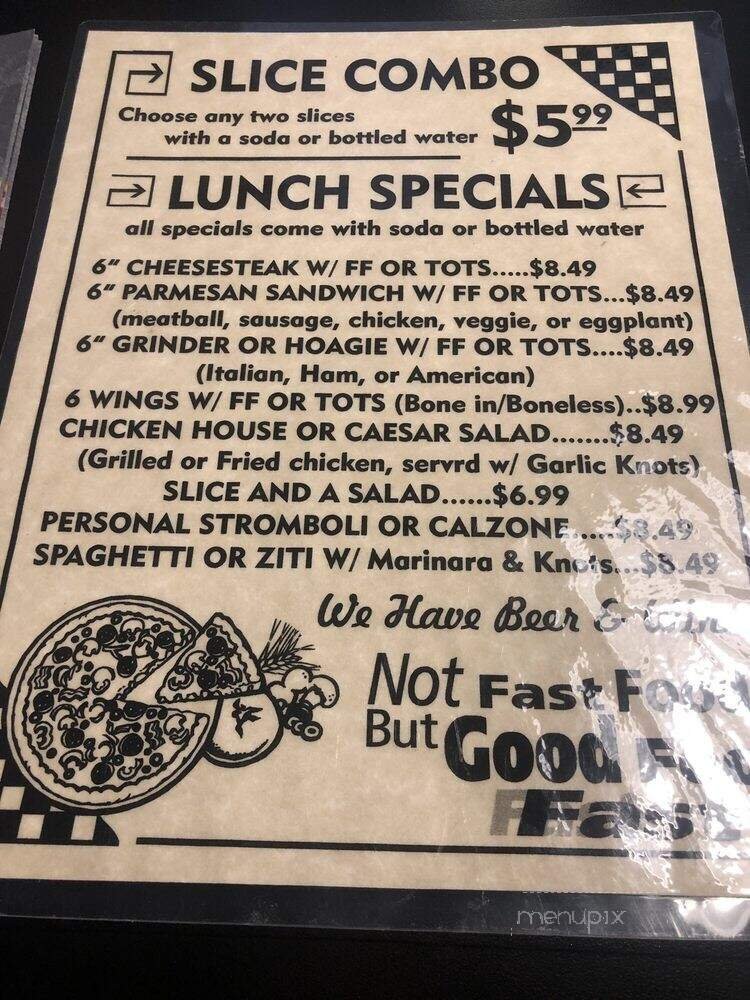 SLICE COMBO
Choose any two slices
with a soda or bottled water $5⁹⁹
LUNCH SPECIALS
all specials come with soda or bottled water
6" CHEESESTEAK W/ FF OR TOTS.....$8.49
6" PARMESAN SANDWICH W/ FF OR TOTS...$8.49
(meatball, sausage, chicken, veggie, or eggplant)
6" GRINDER OR HOAGIE W/ FF OR TOTS....$8.49
(Italian, Ham, or American)
6 WINGS W/ FF OR TOTS (Bone in/Boneless)..$8.99
CHICKEN HOUSE OR CAESAR SALAD.......$8.49
(Grilled or Fried chicken, servrd w/ Garlic Knots)
SLICE AND A SALAD......$6.99
PERSONAL STROMBOLI OR CALZONE.....$8.49
SPAGHETTI OR ZITI W/ Marinara & Knots...$8.49
We Have Beer &
Not Fast Food
But Good
Fast
menupix